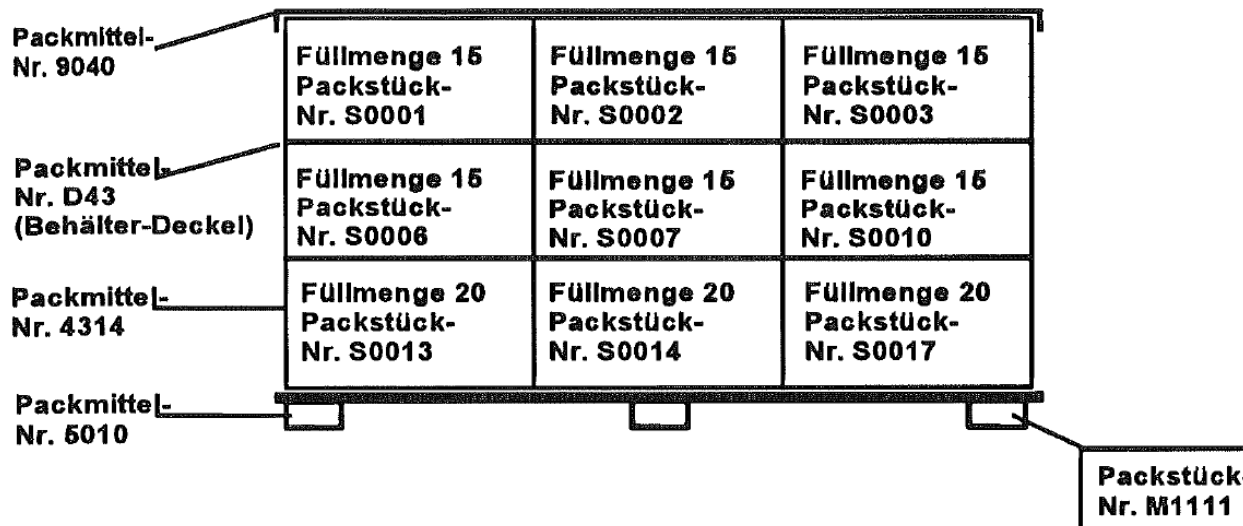 Packmittel-
Nr. 9040
Füllmenge 15
Packstück-
Nr. S0001
Füllmenge 15
Packstück-
Nr. S0002
Füllmenge 15
Packstück-
Nr. S0003
Packmittel-
Nr. D43
(Behälter-Deckel)
Füllmenge 15
Packstück-
Nr. S0006
Füllmenge 15
Packstück-
Nr. S0007
Füllmenge 15
Packstück-
Nr. S0010
Packmittel-
Nr. 4314
Füllmenge 20
Packstück-
Nr. S0013
Füllmenge 20
Packstück-
Nr. S0014
Füllmenge 20
Packstück-
Nr. S0017
Packmittel-
Nr. 5010
Packstück-
Nr. M1111